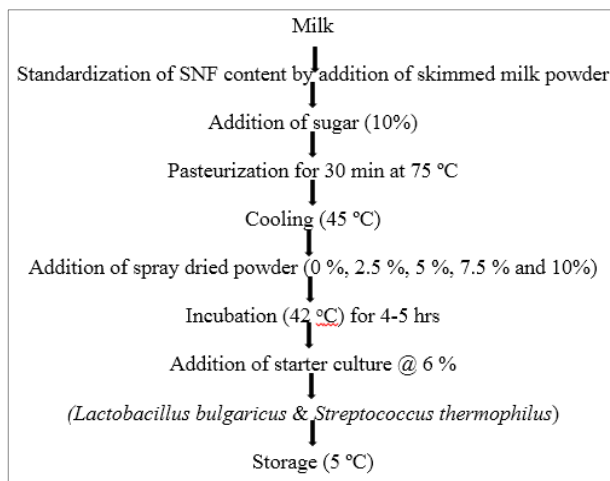 Milk
Standardization of SNF content by addition of skimmed milk powder
Addition of sugar (10%)
Pasteurization for 30 min at 75 ºC
Cooling (45 ºC)
Addition of spray dried powder (0 %, 2.5 %, 5 %, 7.5 % and 10%)
Incubation (42 ºC) for 4-5 hrs
Addition of starter culture @ 6 %
(Lactobacillus bulgaricus & Streptococcus thermophilus)
Storage (5 ºC)